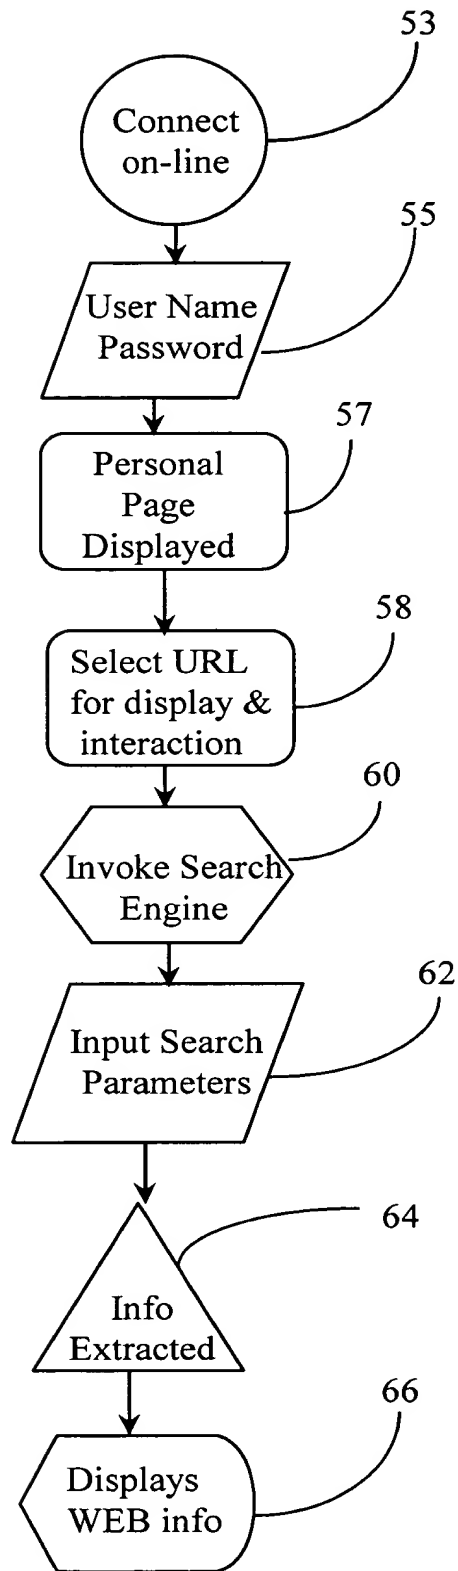 53
Connect
on-line
55
User Name
Password
57
Personal
Page
Displayed
58
Select URL
for display &
interaction
60
Invoke Search
Engine
62
Input Search
Parameters
64
Info
Extracted
66
Displays
WEB info